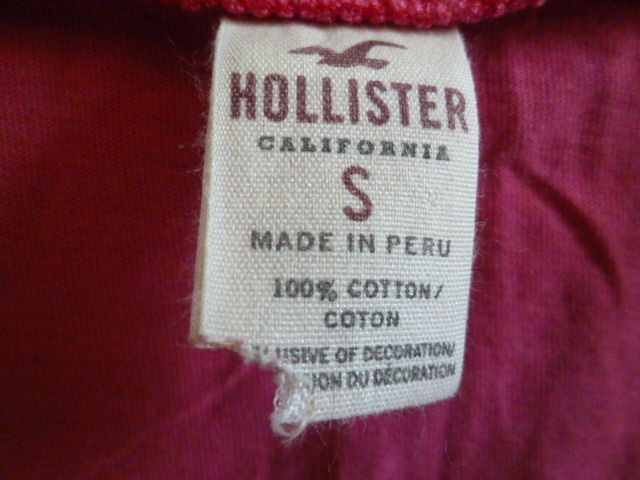 HOLLISTER
CALIFORNIA
S
MADE IN PERU
100% COTTON/
COTON
OF DECORATION/
DU DÉCORATION